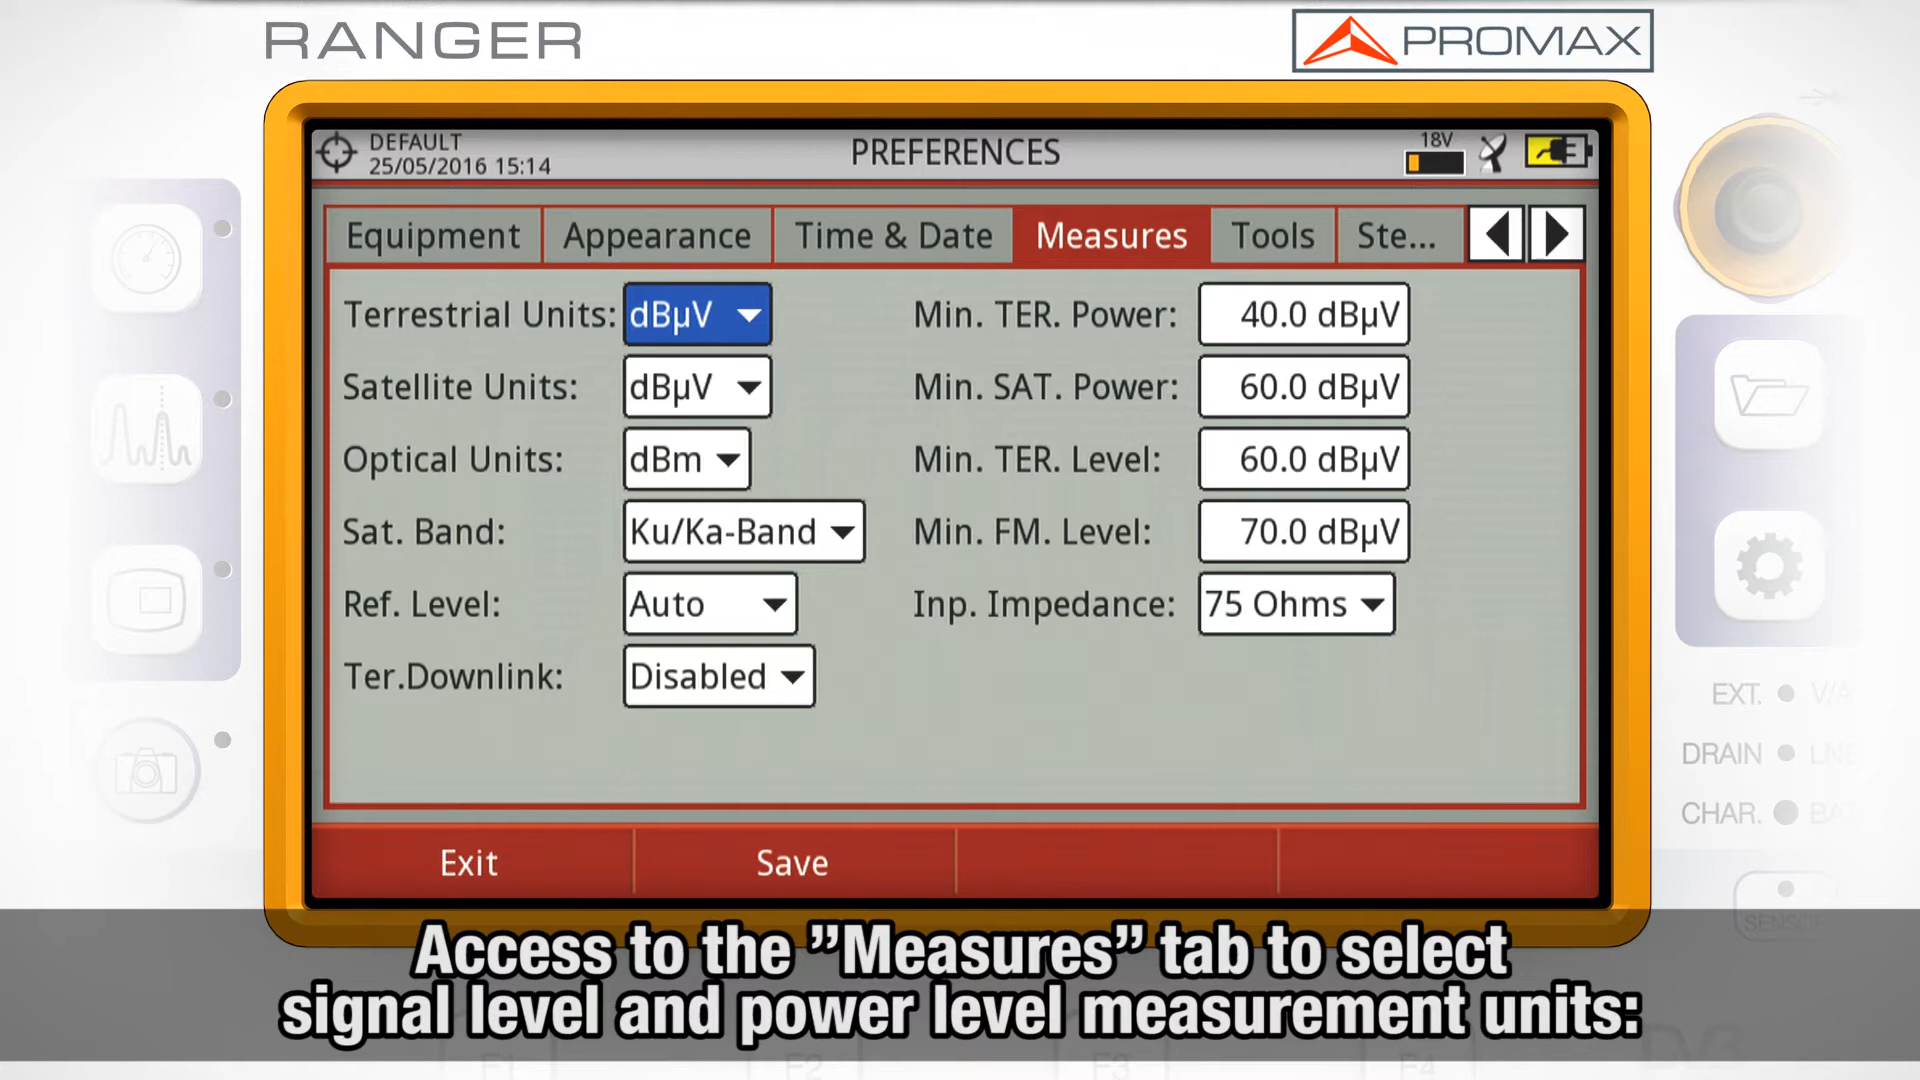 RANGER
PROMAX
DEFAULT
25/05/2016 15:14
PREFERENCES
18V
Equipment
Appearance
Time & Date
Measures
Tools
Ste...
Terrestrial Units: dBµV
Min. TER. Power: 40.0 dBµV
Satellite Units: dBµV
Min. SAT. Power: 60.0 dBµV
Optical Units: dBm
Min. TER. Level: 60.0 dBµV
Sat. Band: Ku/Ka-Band
Min. FM. Level: 70.0 dBµV
Ref. Level: Auto
Inp. Impedance: 75 Ohms
Ter.Downlink: Disabled
EXT.
V/A
DRAIN
LNB
CHAR.
Exit
Save
Access to the ”Measures” tab to select
signal level and power level measurement units:
F2
F3
F4